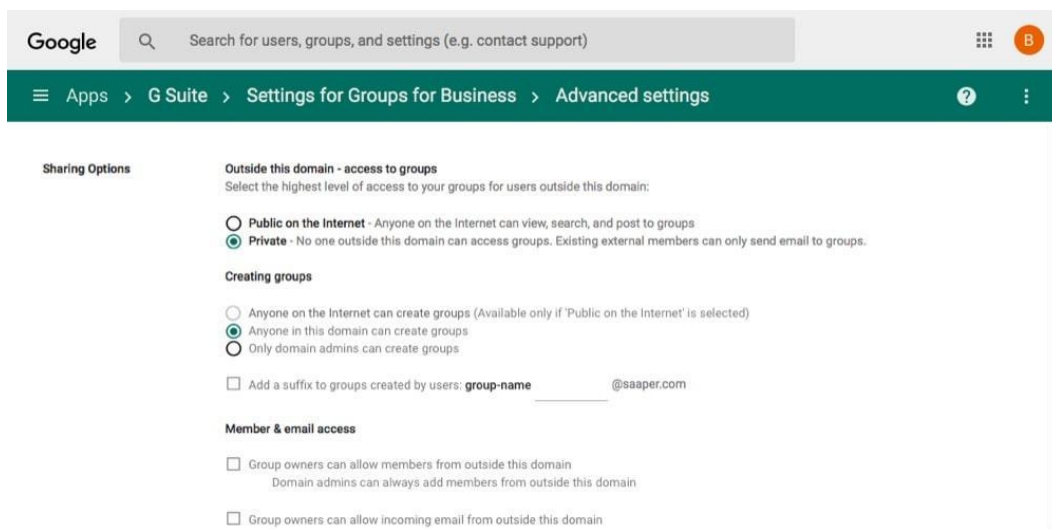 Google
Search for users, groups, and settings (e.g. contact support)
B
Apps > G Suite > Settings for Groups for Business > Advanced settings
?
Sharing Options
Outside this domain - access to groups
Select the highest level of access to your groups for users outside this domain:
Public on the Internet - Anyone on the Internet can view, search, and post to groups
Private - No one outside this domain can access groups. Existing external members can only send email to groups.
Creating groups
Anyone on the Internet can create groups (Available only if 'Public on the Internet' is selected)
Anyone in this domain can create groups
Only domain admins can create groups
Add a suffix to groups created by users: group-name @saaper.com
Member & email access
Group owners can allow members from outside this domain
Domain admins can always add members from outside this domain
Group owners can allow incoming email from outside this domain